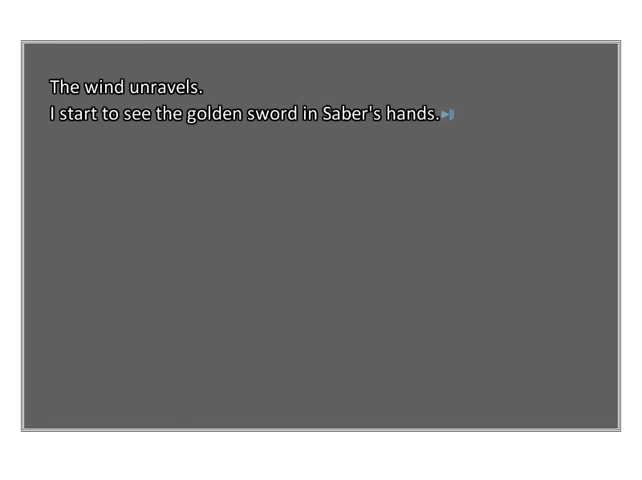 The wind unravels.
I start to see the golden sword in Saber's hands.